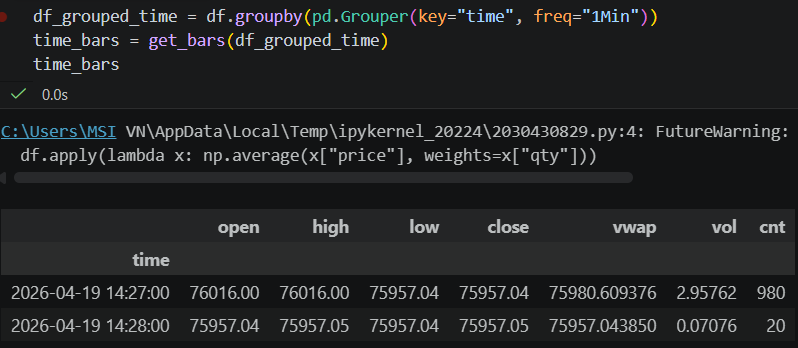 df_grouped_time = df.groupby(pd.Grouper(key="time", freq="1Min"))
time_bars = get_bars(df_grouped_time)
time_bars
0.0s
C:\Users\MSI VN\AppData\Local\Temp\ipykernel_20224\2030430829.py:4: FutureWarning:
df.apply(lambda x: np.average(x["price"], weights=x["qty"]))
open high low close vwap vol cnt
time
2026-04-19 14:27:00 76016.00 76016.00 75957.04 75957.04 75980.609376 2.95762 980
2026-04-19 14:28:00 75957.04 75957.05 75957.04 75957.05 75957.043850 0.07076 20